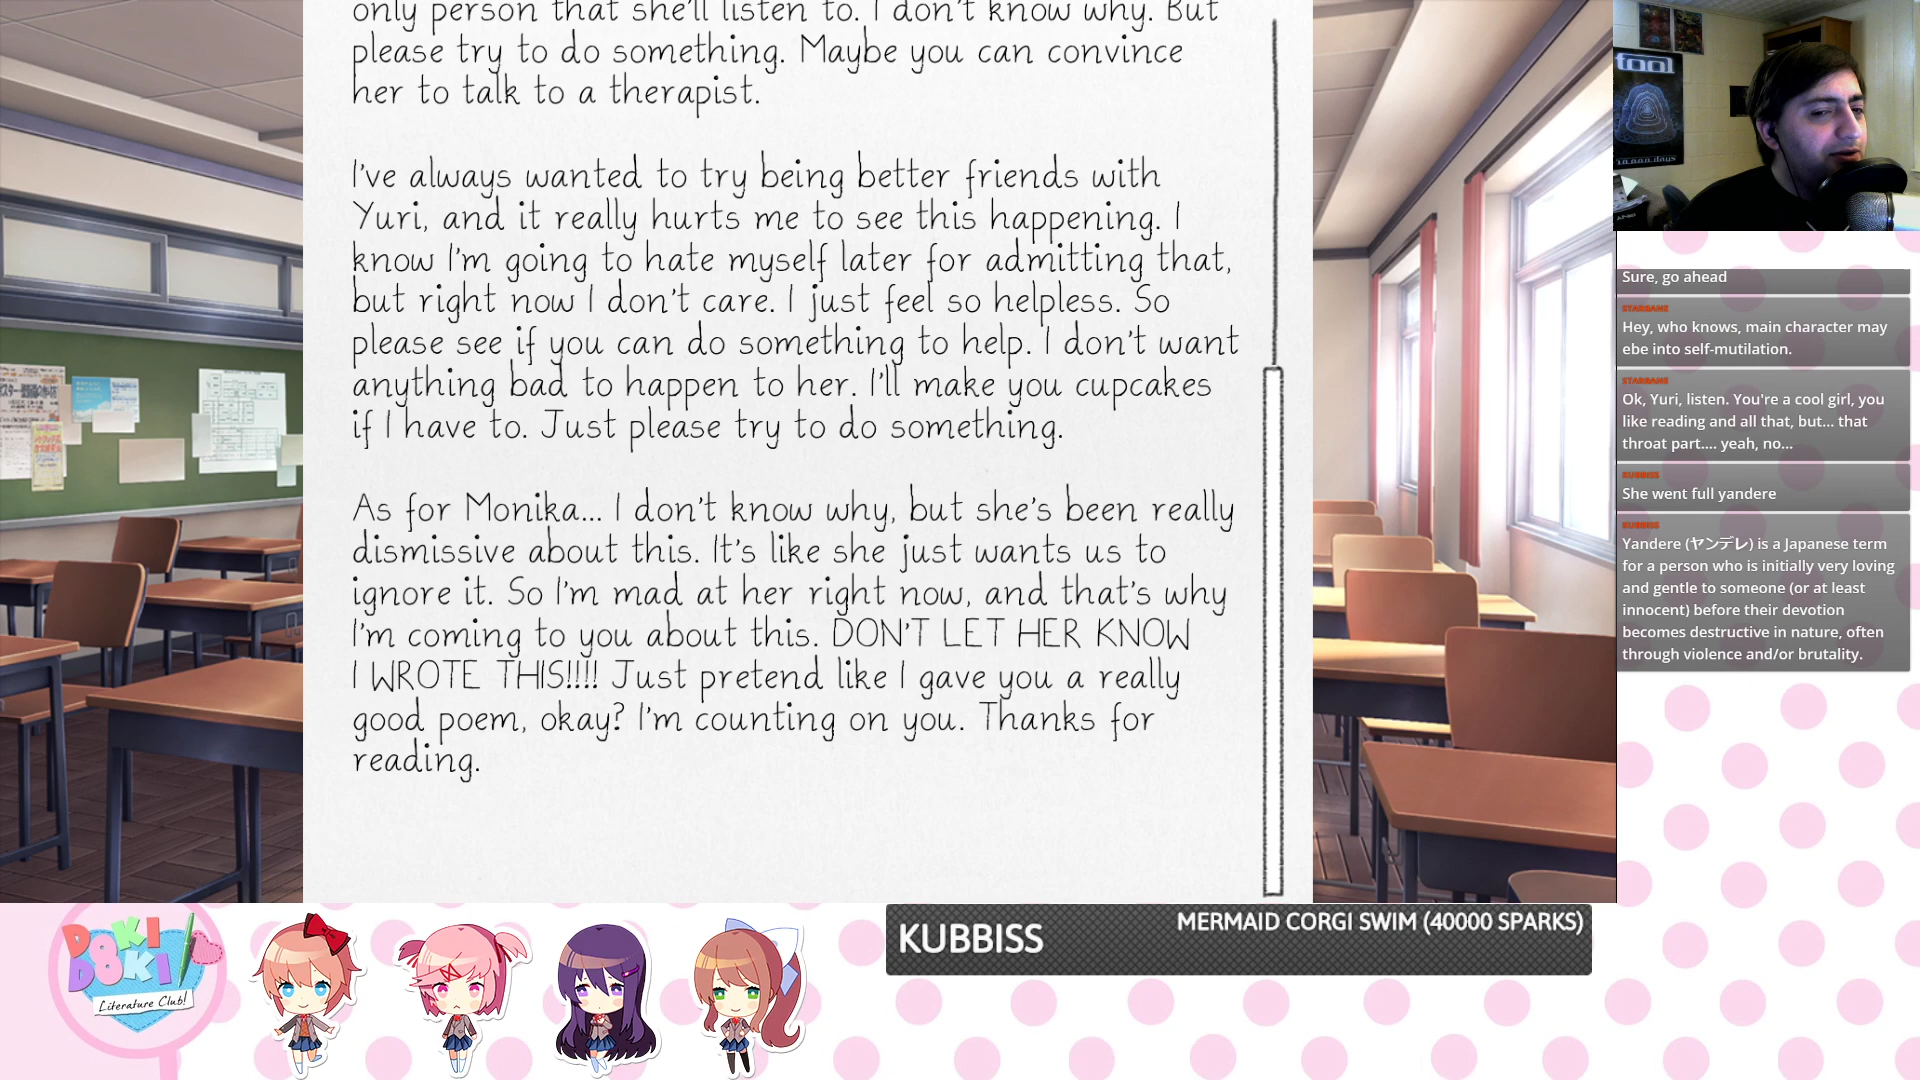 only person that she'll listen to. I don't know why. But
please try to do something. Maybe you can convince
her to talk to a therapist.
I've always wanted to try being better friends with
Yuri, and it really hurts me to see this happening. I
know I'm going to hate myself later for admitting that,
but right now I don't care. I just feel so helpless. So
please see if you can do something to help. I don't want
anything bad to happen to her. I'll make you cupcakes
if I have to. Just please try to do something.
As for Monika... I don't know why, but she's been really
dismissive about this. It's like she just wants us to
ignore it. So I'm mad at her right now, and that's why
I'm coming to you about this. DON'T LET HER KNOW
I WROTE THIS!!!! Just pretend like I gave you a really
good poem, okay? I'm counting on you. Thanks for
reading.
tool
10,000 days
Sure, go ahead
STARBANE
Hey, who knows, main character may
ebe into self-mutilation.
STARBANE
Ok, Yuri, listen. You're a cool girl, you
like reading and all that, but... that
throat part.... yeah, no...
KUBBISS
She went full yandere
KUBBISS
Yandere (ヤンデレ) is a Japanese term
for a person who is initially very loving
and gentle to someone (or at least
innocent) before their devotion
becomes destructive in nature, often
through violence and/or brutality.
DOKI
DOKI
Literature Club!
KUBBISS
MERMAID CORGI SWIM (40000 SPARKS)